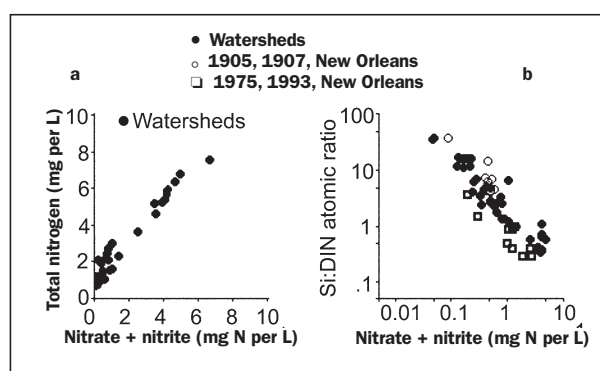 ● Watersheds
○ 1905, 1907, New Orleans
□ 1975, 1993, New Orleans
a
b
Total nitrogen (mg per L)
10
8
6
4
2
0
● Watersheds
0 2 4 6 8 10
Nitrate + nitrite (mg N per L)
Si:DIN atomic ratio
100
10
1
.1
0.01 0.1 1 10
Nitrate + nitrite (mg N per L)